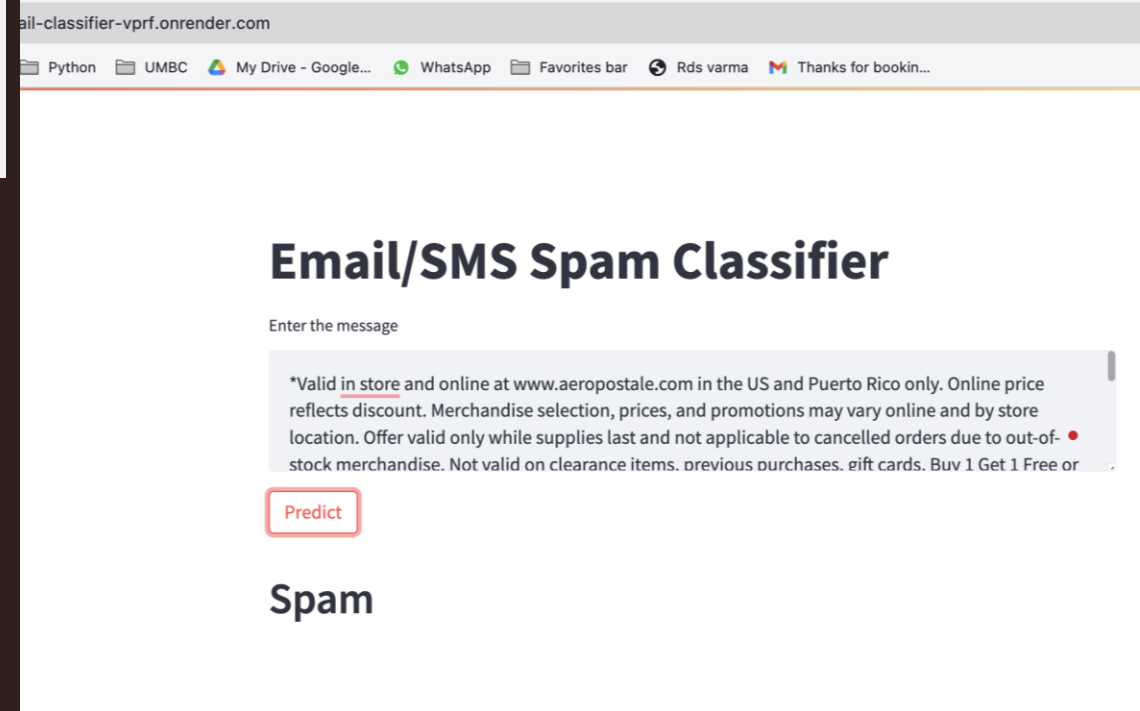 ail-classifier-vprf.onrender.com
Python UMBC My Drive - Google... WhatsApp Favorites bar Rds varma Thanks for bookin...
Email/SMS Spam Classifier
Enter the message
*Valid in store and online at www.aeropostale.com in the US and Puerto Rico only. Online price
reflects discount. Merchandise selection, prices, and promotions may vary online and by store
location. Offer valid only while supplies last and not applicable to cancelled orders due to out-of-
stock merchandise. Not valid on clearance items, previous purchases, gift cards, Buy 1 Get 1 Free or
Predict
Spam